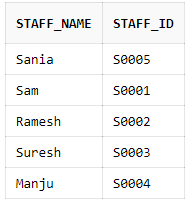 STAFF_NAME STAFF_ID
Sania S0005
Sam S0001
Ramesh S0002
Suresh S0003
Manju S0004